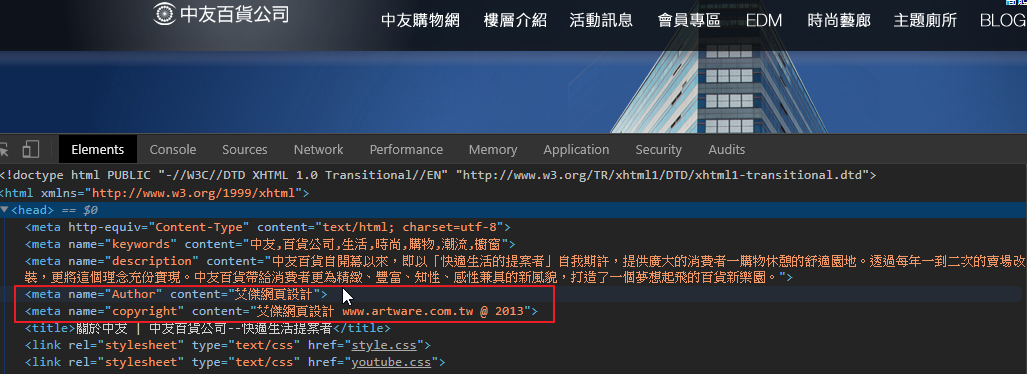 中友百貨公司
中友購物網 樓層介紹 活動訊息 會員專區 EDM 時尚藝廊 主題廁所 BLOG
Elements Console Sources Network Performance Memory Application Security Audits
<!doctype html PUBLIC "-//W3C//DTD XHTML 1.0 Transitional//EN" "http://www.w3.org/TR/xhtml1/DTD/xhtml1-transitional.dtd">
<html xmlns="http://www.w3.org/1999/xhtml">
<head> == $0
<meta http-equiv="Content-Type" content="text/html; charset=utf-8">
<meta name="keywords" content="中友,百貨公司,生活,時尚,購物,潮流,櫥窗">
<meta name="description" content="中友百貨自開幕以來，即以「快適生活的提案者」自我期許，提供廣大的消費者一購物休憩的舒適園地。透過每年一到二次的賣場改
裝，更將這個理念充份實現。中友百貨帶給消費者更為精緻、豐富、知性、感性兼具的新風貌，打造了一個夢想起飛的百貨新樂園。">
<meta name="Author" content="艾傑網頁設計">
<meta name="copyright" content="艾傑網頁設計 www.artware.com.tw @ 2013">
<title>關於中友 | 中友百貨公司--快適生活提案者</title>
<link rel="stylesheet" type="text/css" href="style.css">
<link rel="stylesheet" type="text/css" href="youtube.css">